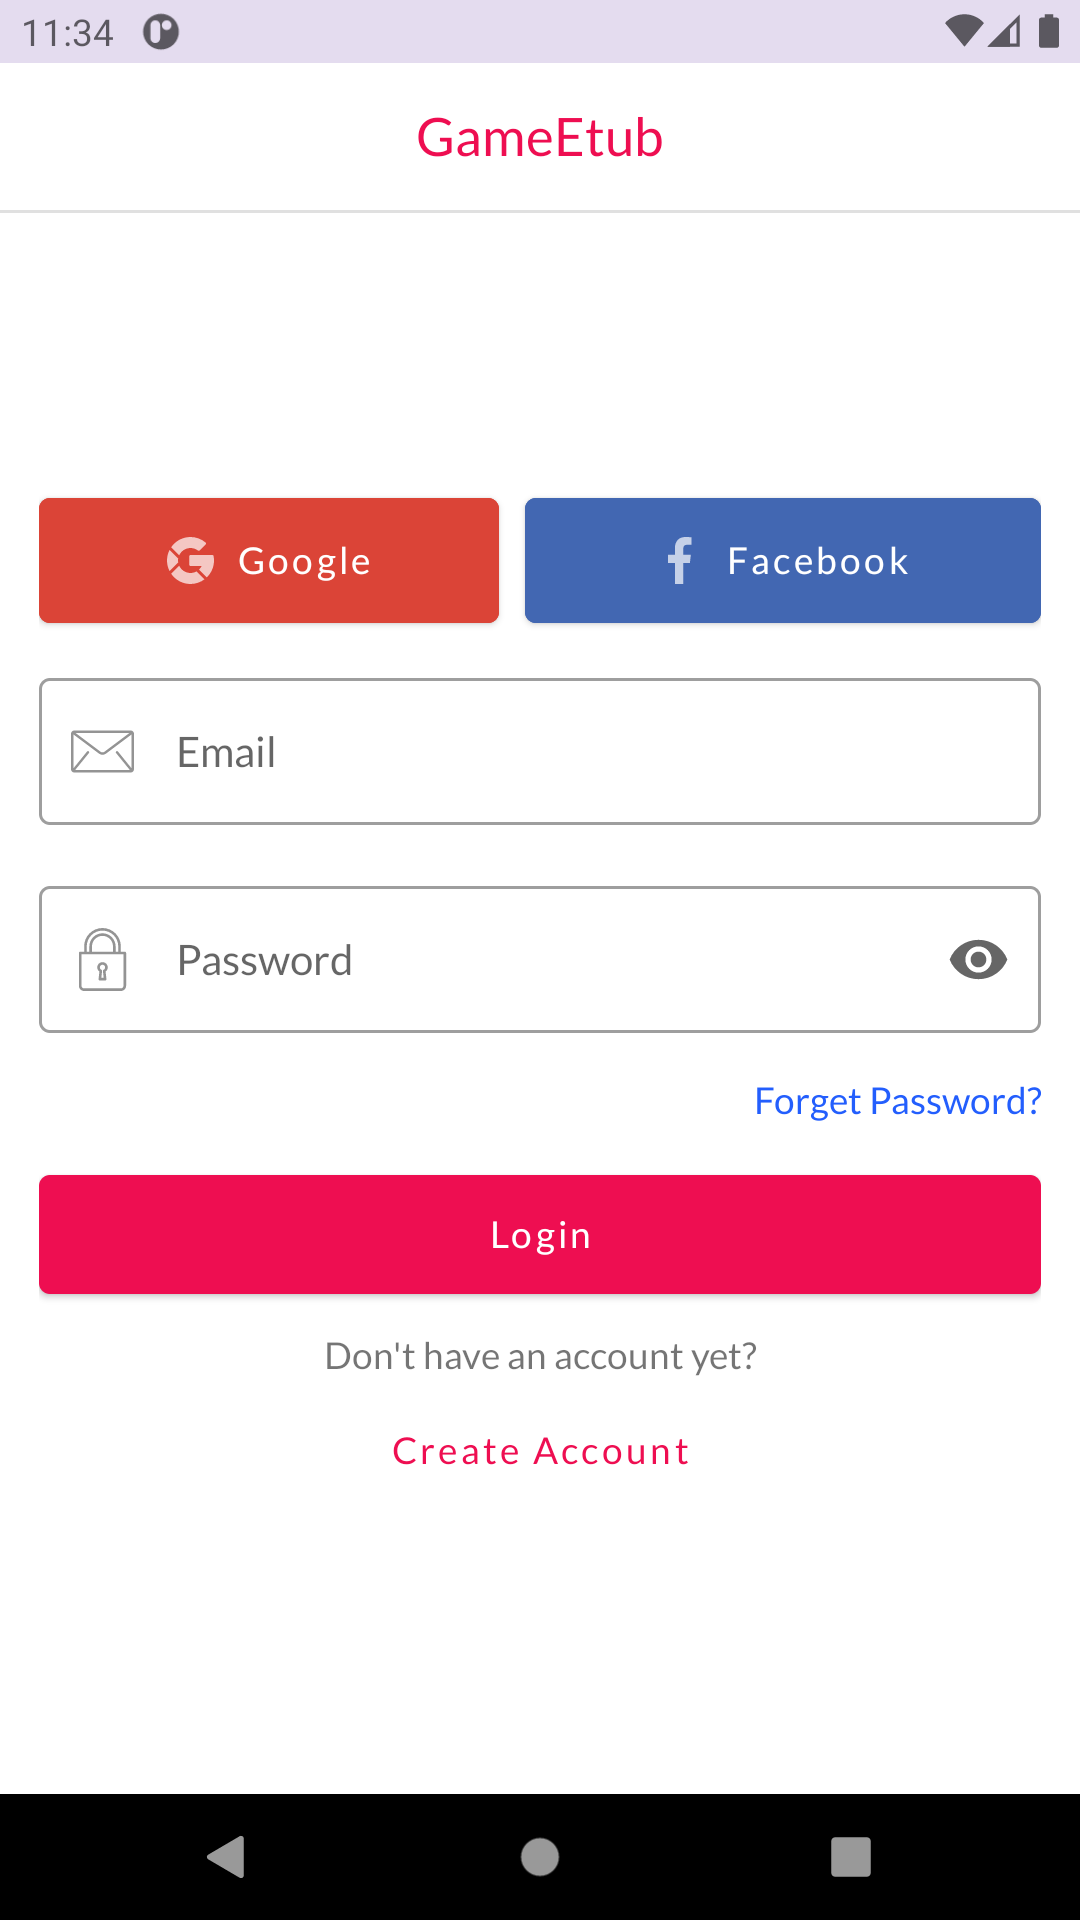 11:34
GameEtub
Google
Facebook
Email
Password
Forget Password?
Login
Don't have an account yet?
Create Account